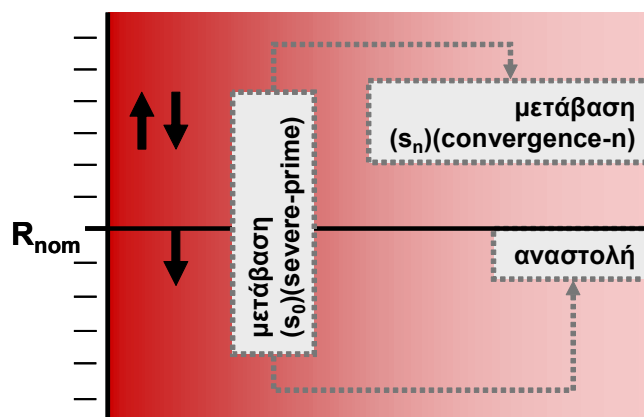 μετάβαση
(sn)(convergence-n)
μετάβαση
(s0)(severe-prime)
Rnom
αναστολή